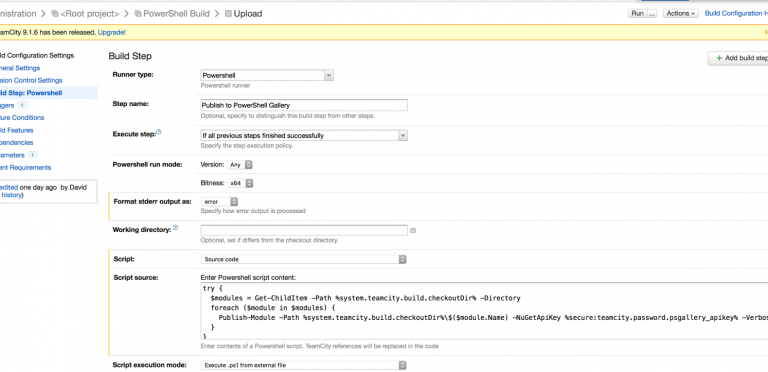 nistration > <Root project> > PowerShell Build > Upload
Run ... Actions Build Configuration H
eamCity 9.1.6 has been released. Upgrade!
Build Step
+ Add build step
ld Configuration Settings
neral Settings
rsion Control Settings
ld Step: Powershell
ggers 1
lure Conditions
ld Features
pendencies
rameters 1
ent Requirements
edited one day ago by David
history)
Runner type: Powershell
Powershell runner
Step name: Publish to PowerShell Gallery
Optional, specify to distinguish this build step from other steps.
Execute step: If all previous steps finished successfully
Specify the step execution policy.
Powershell run mode: Version: Any
Bitness: x64
Format stderr output as: error
Specify how error output is processed
Working directory:
Optional, set if differs from the checkout directory.
Script: Source code
Script source: Enter Powershell script content:
try {
$modules = Get-ChildItem -Path %system.teamcity.build.checkoutDir% -Directory
foreach ($module in $modules) {
Publish-Module -Path %system.teamcity.build.checkoutDir%\$($module.Name) -NuGetApiKey %secure:teamcity.password.psgallery_apikey% -Verbos
}
}
Enter contents of a Powershell script. TeamCity references will be replaced in the code
Script execution mode: Execute .ps1 from external file